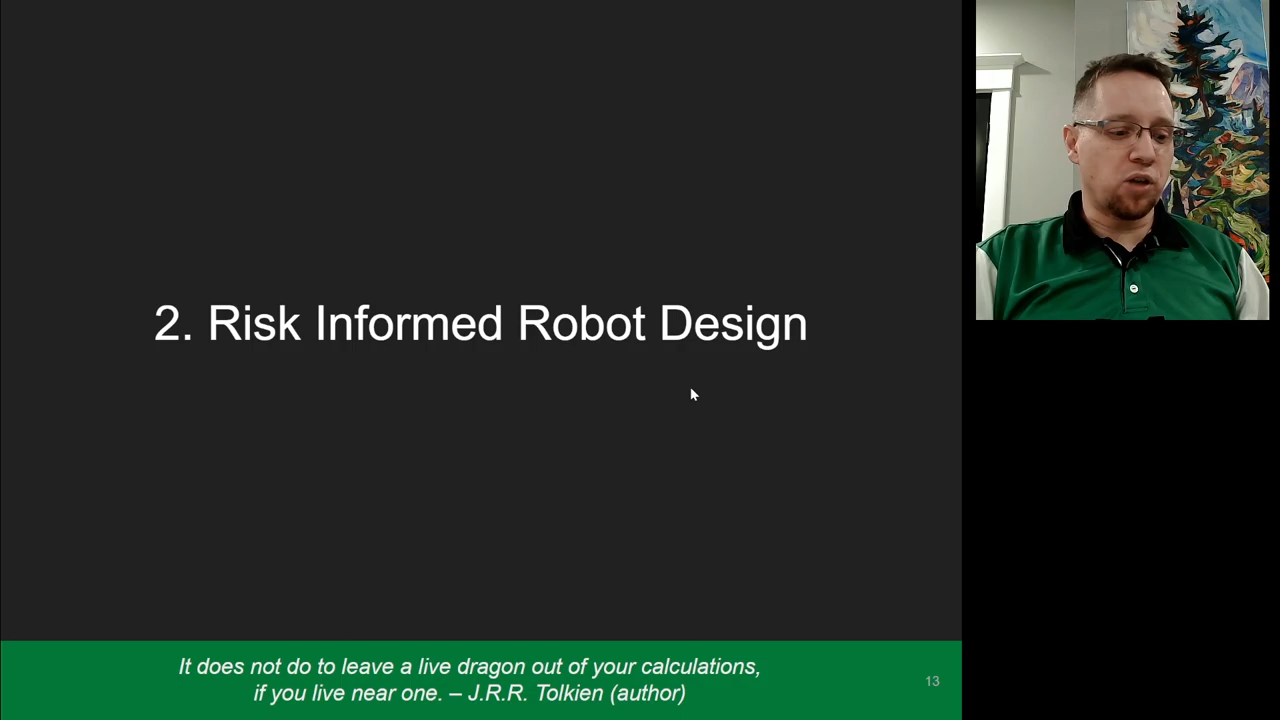 2. Risk Informed Robot Design
It does not do to leave a live dragon out of your calculations,
if you live near one. – J.R.R. Tolkien (author)
13